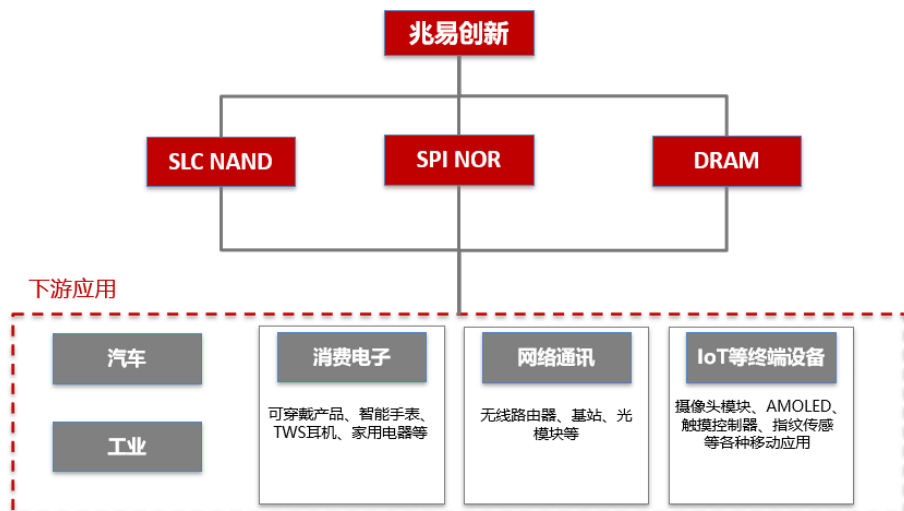 兆易创新
SLC NAND
SPI NOR
DRAM
下游应用
汽车
工业
消费电子
可穿戴产品、智能手表、
TWS耳机、家用电器等
网络通讯
无线路由器、基站、光
模块等
IoT等终端设备
摄像头模块、AMOLED、
触摸控制器、指纹传感
等各种移动应用